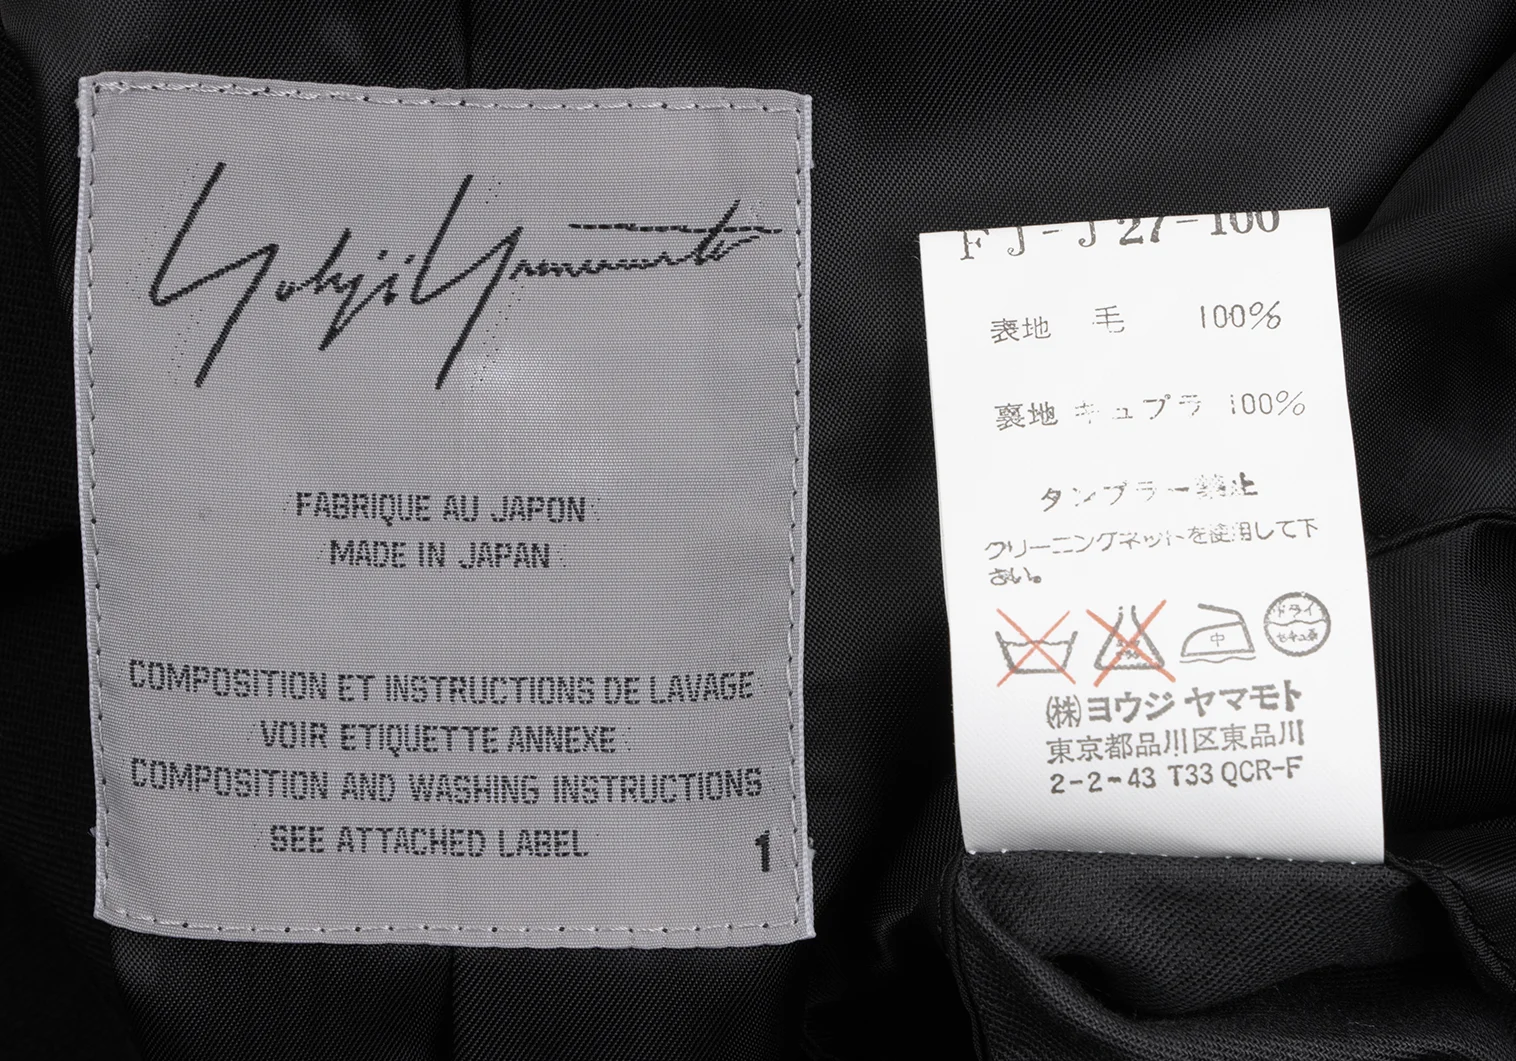 Yohji Yamamoto
FABRIQUE AU JAPON
MADE IN JAPAN
COMPOSITION ET INSTRUCTIONS DE LAVAGE
VOIR ETIQUETTE ANNEXE
COMPOSITION AND WASHING INSTRUCTIONS
SEE ATTACHED LABEL
1
FJ-J27-100
表地 毛 100%
裏地 キュプラ 100%
タンブラー禁止
クリーニングネットを使用して下
さい。
中
ドライ
セキユ系
(株)ヨウジヤマモト
東京都品川区東品川
2-2-43 T33 QCR-F